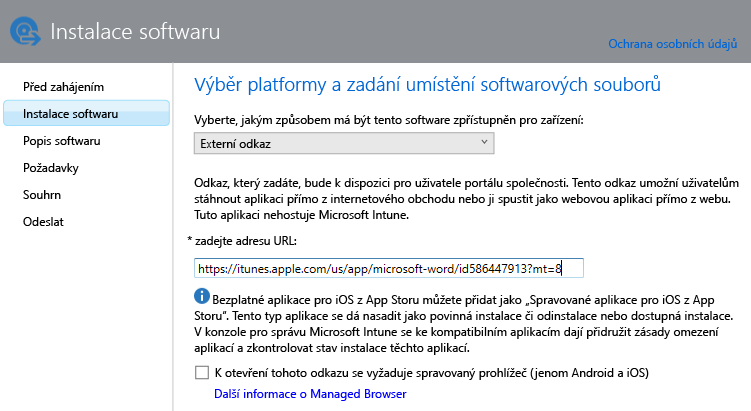 Instalace softwaru
Ochrana osobních údajů
Před zahájením
Instalace softwaru
Popis softwaru
Požadavky
Souhrn
Odeslat
Výběr platformy a zadání umístění softwarových souborů
Vyberte, jakým způsobem má být tento software zpřístupněn pro zařízení:
Externí odkaz
Odkaz, který zadáte, bude k dispozici pro uživatele portálu společnosti. Tento odkaz umožní uživatelům
stáhnout aplikaci přímo z internetového obchodu nebo ji spustit jako webovou aplikaci přímo z webu.
Tuto aplikaci nehostuje Microsoft Intune.
* zadejte adresu URL:
https://itunes.apple.com/us/app/microsoft-word/id586447913?mt=8
Bezplatné aplikace pro iOS z App Storu můžete přidat jako „Spravované aplikace pro iOS z App
Storu“. Tento typ aplikace se dá nasadit jako povinná instalace či odinstalace nebo dostupná instalace.
V konzole pro správu Microsoft Intune se ke kompatibilním aplikacím dají přidružit zásady omezení
aplikací a zkontrolovat stav instalace těchto aplikací.
K otevření tohoto odkazu se vyžaduje spravovaný prohlížeč (jenom Android a iOS)
Další informace o Managed Browser